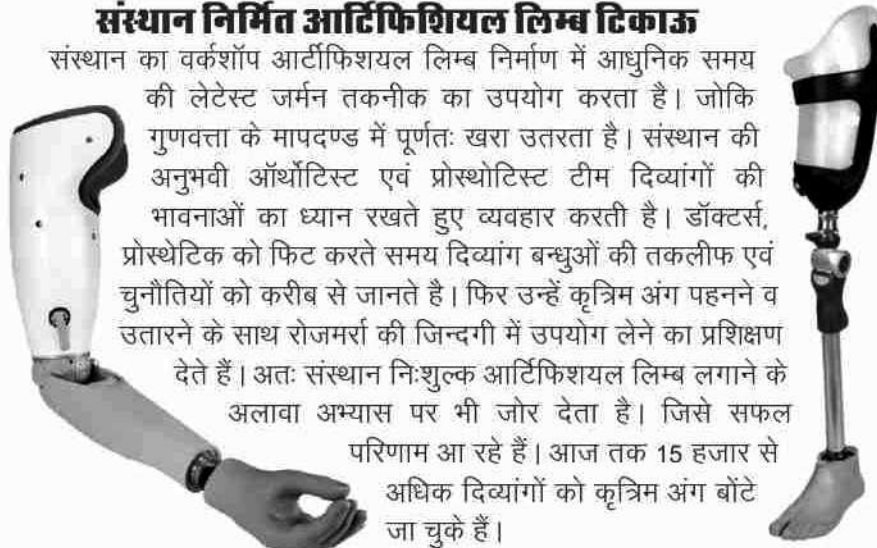 संस्थान निर्मित आर्टिफिशियल लिम्ब टिकाऊ
संस्थान का वर्कशॉप आर्टीफिशयल लिम्ब निर्माण में आधुनिक समय
की लेटेस्ट जर्मन तकनीक का उपयोग करता है। जोकि
गुणवत्ता के मापदण्ड में पूर्णतः खरा उतरता है। संस्थान की
अनुभवी ऑर्थोटिस्ट एवं प्रोस्थोटिस्ट टीम दिव्यांगों की
भावनाओं का ध्यान रखते हुए व्यवहार करती है। डॉक्टर्स,
प्रोस्थेटिक को फिट करते समय दिव्यांग बन्धुओं की तकलीफ एवं
चुनौतियों को करीब से जानते है। फिर उन्हें कृत्रिम अंग पहनने व
उतारने के साथ रोजमर्रा की जिन्दगी में उपयोग लेने का प्रशिक्षण
देते हैं। अतः संस्थान निःशुल्क आर्टिफिशयल लिम्ब लगाने के
अलावा अभ्यास पर भी जोर देता है। जिसे सफल
परिणाम आ रहे हैं। आज तक 15 हजार से
अधिक दिव्यांगों को कृत्रिम अंग बोंटे
जा चुके हैं।